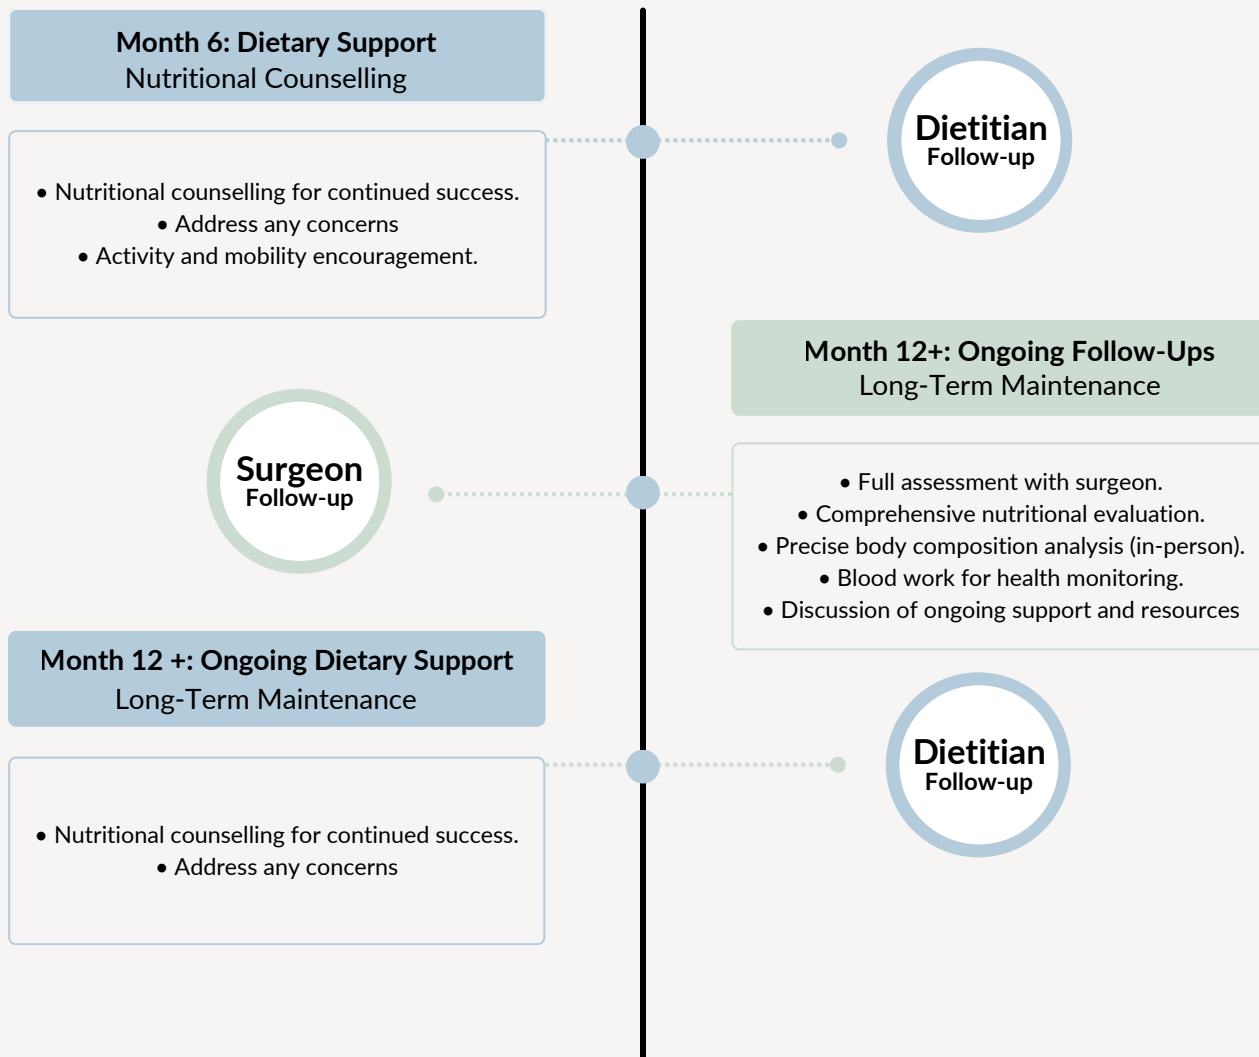 Month 6: Dietary Support
Nutritional Counselling
• Nutritional counselling for continued success.
• Address any concerns
• Activity and mobility encouragement.
Dietitian
Follow-up
Month 12+: Ongoing Follow-Ups
Long-Term Maintenance
• Full assessment with surgeon.
• Comprehensive nutritional evaluation.
• Precise body composition analysis (in-person).
• Blood work for health monitoring.
• Discussion of ongoing support and resources
Surgeon
Follow-up
Month 12 +: Ongoing Dietary Support
Long-Term Maintenance
• Nutritional counselling for continued success.
• Address any concerns
Dietitian
Follow-up